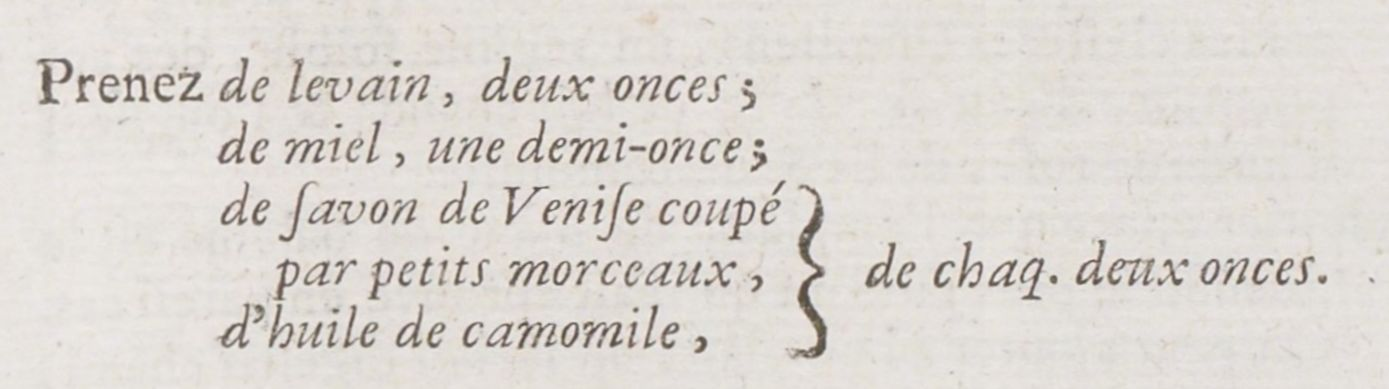 Prenez de levain, deux onces;
de miel, une demi-once;
de ſavon de Veniſe coupé
par petits morceaux,
d'huile de camomile,
} de chaq. deux onces.